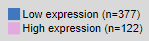 Low expression (n=377)
High expression (n=122)